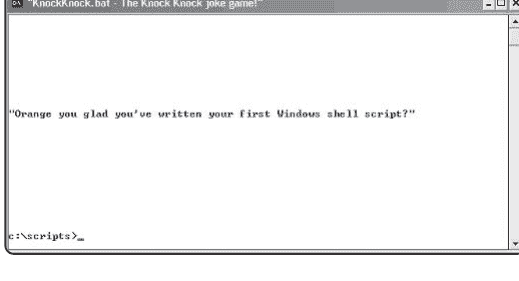 "KnockKnock.bat - The Knock Knock joke game!"
"Orange you glad you've written your first Windows shell script?"
c:\scripts>_